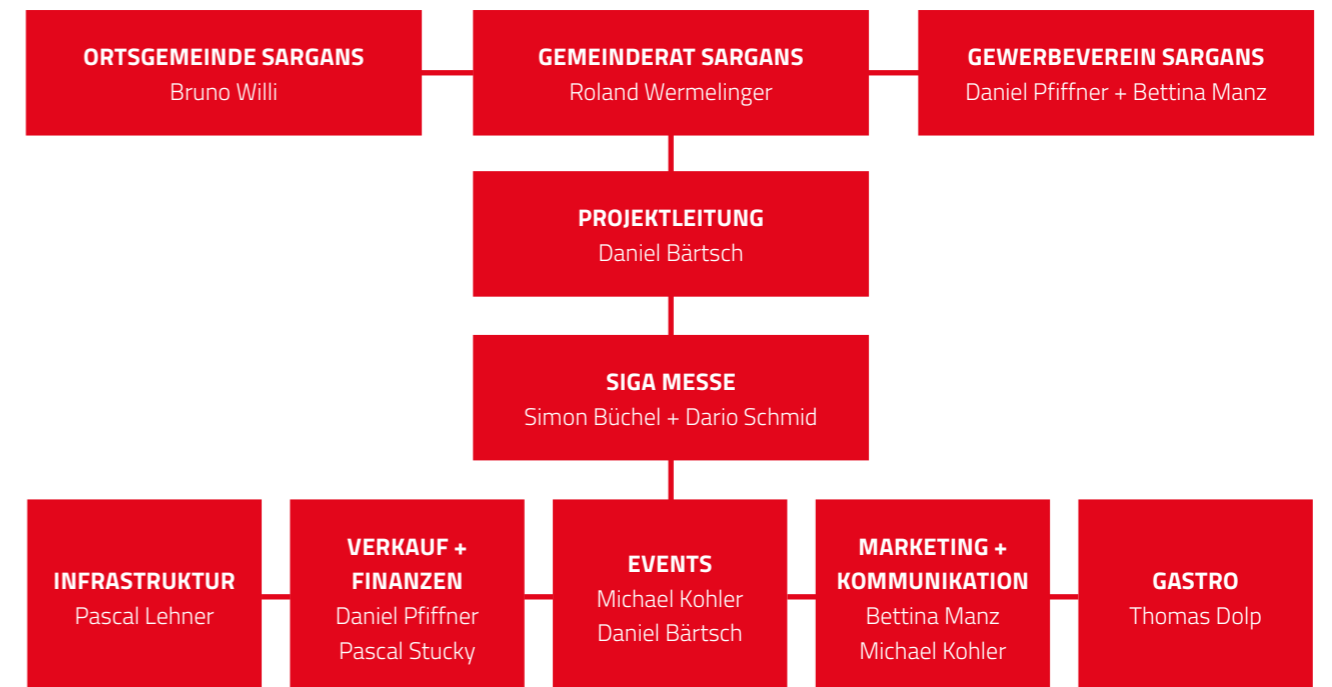 ORTSGEMEINDE SARGANS
Bruno Willi
GEMEINDERAT SARGANS
Roland Wermelinger
GEWERBEVEREIN SARGANS
Daniel Pfiffner + Bettina Manz
PROJEKTLEITUNG
Daniel Bärtsch
SIGA MESSE
Simon Büchel + Dario Schmid
INFRASTRUKTUR
Pascal Lehner
VERKAUF +
FINANZEN
Daniel Pfiffner
Pascal Stucky
EVENTS
Michael Kohler
Daniel Bärtsch
MARKETING +
KOMMUNIKATION
Bettina Manz
Michael Kohler
GASTRO
Thomas Dolp